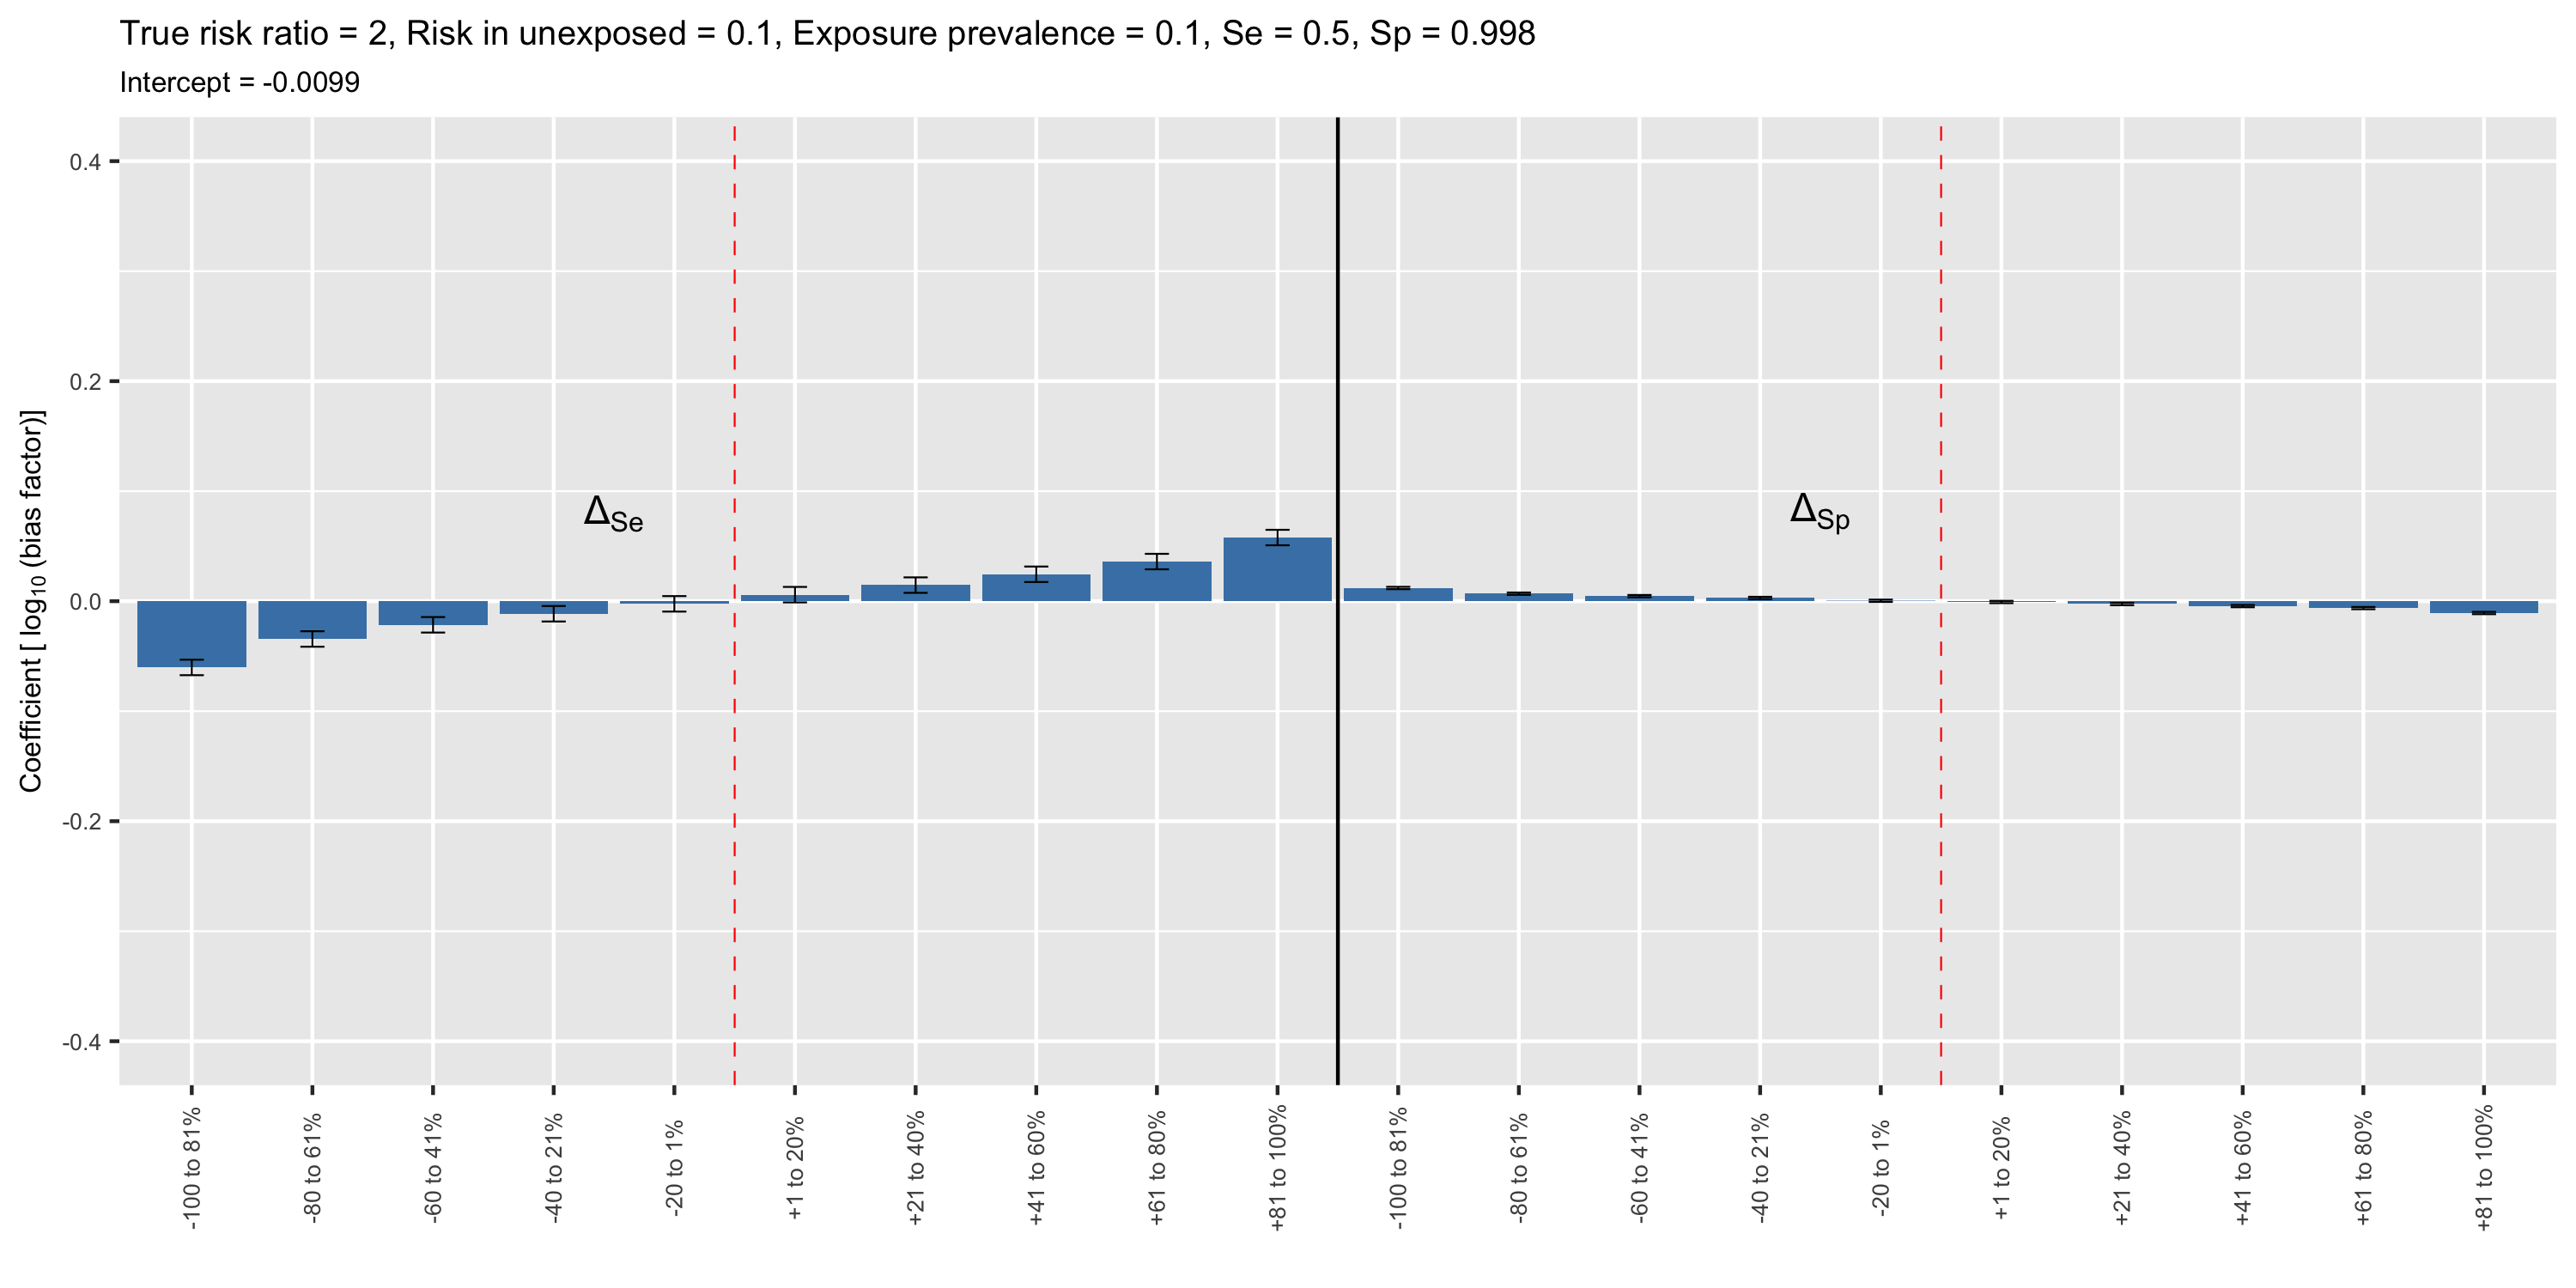 True risk ratio = 2, Risk in unexposed = 0.1, Exposure prevalence = 0.1, Se = 0.5, Sp = 0.998
Intercept = -0.0099
Coefficient [ log10 (bias factor)]
0.4
0.2
0.0
-0.2
-0.4
ΔSe
ΔSp
-100 to 81%
-80 to 61%
-60 to 41%
-40 to 21%
-20 to 1%
+1 to 20%
+21 to 40%
+41 to 60%
+61 to 80%
+81 to 100%
-100 to 81%
-80 to 61%
-60 to 41%
-40 to 21%
-20 to 1%
+1 to 20%
+21 to 40%
+41 to 60%
+61 to 80%
+81 to 100%